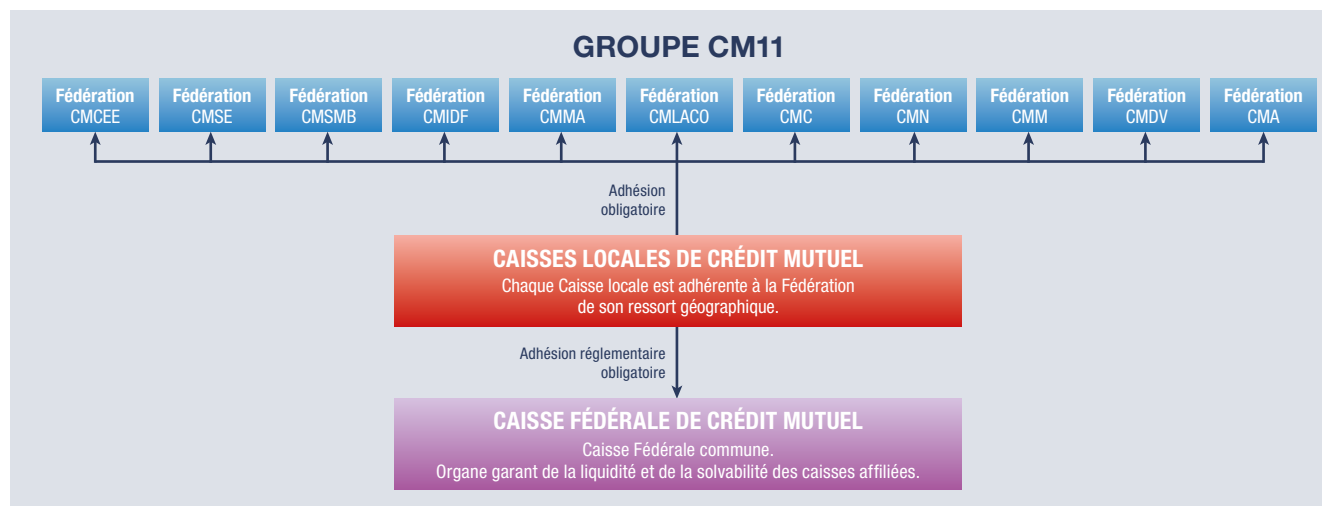 GROUPE CM11
Fédération
CMCEE
Fédération
CMSE
Fédération
CMSMB
Fédération
CMIDF
Fédération
CMMA
Fédération
CMLACO
Fédération
CMC
Fédération
CMN
Fédération
CMM
Fédération
CMDV
Fédération
CMA
Adhésion
obligatoire
CAISSES LOCALES DE CRÉDIT MUTUEL
Chaque Caisse locale est adhérente à la Fédération
de son ressort géographique.
Adhésion réglementaire
obligatoire
CAISSE FÉDÉRALE DE CRÉDIT MUTUEL
Caisse Fédérale commune.
Organe garant de la liquidité et de la solvabilité des caisses affiliées.